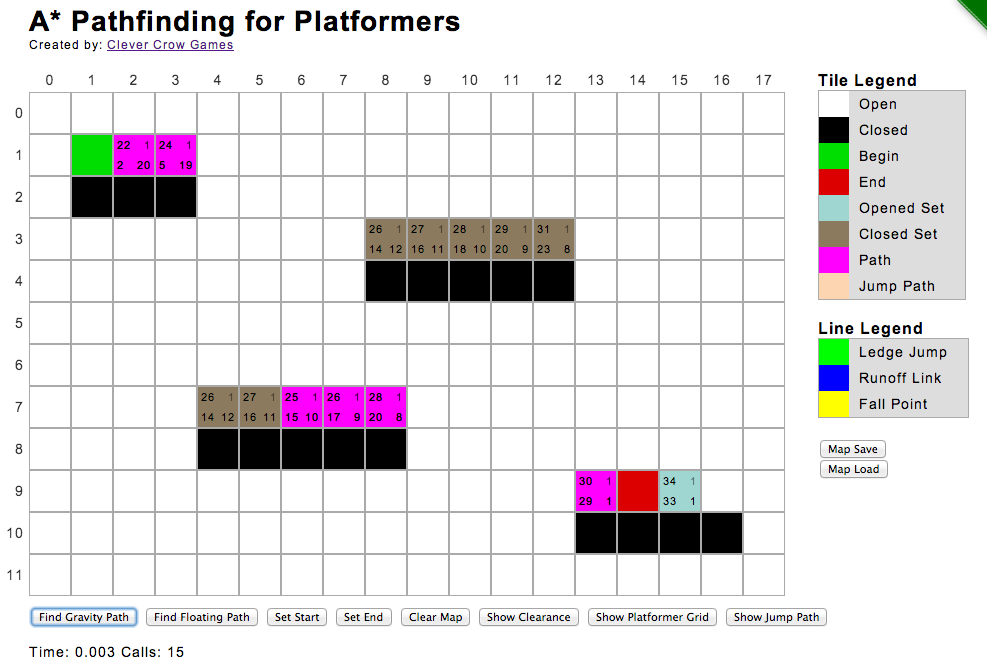 A* Pathfinding for Platformers
Created by: Clever Crow Games
0 1 2 3 4 5 6 7 8 9 10 11 12 13 14 15 16 17
0
1
22 1 24 1
2 20 5 19
2
3
26 1 27 1 28 1 29 1 31 1
14 12 16 11 18 10 20 9 23 8
4
5
6
7
26 1 27 1 25 1 26 1 28 1
14 12 16 11 15 10 17 9 20 8
8
9
30 1 34 1
29 1 33 1
10
11
Tile Legend
Open
Closed
Begin
End
Opened Set
Closed Set
Path
Jump Path
Line Legend
Ledge Jump
Runoff Link
Fall Point
Map Save
Map Load
Find Gravity Path Find Floating Path Set Start Set End Clear Map Show Clearance Show Platformer Grid Show Jump Path
Time: 0.003 Calls: 15